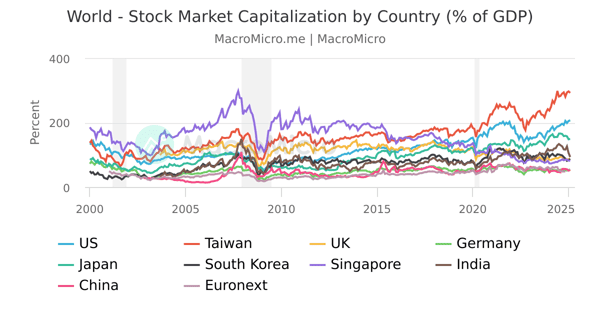 World - Stock Market Capitalization by Country (% of GDP)
MacroMicro.me | MacroMicro
Percent
400
200
100
0
2000 2005 2010 2015 2020 2025
US Taiwan UK Germany
Japan South Korea Singapore India
China Euronext